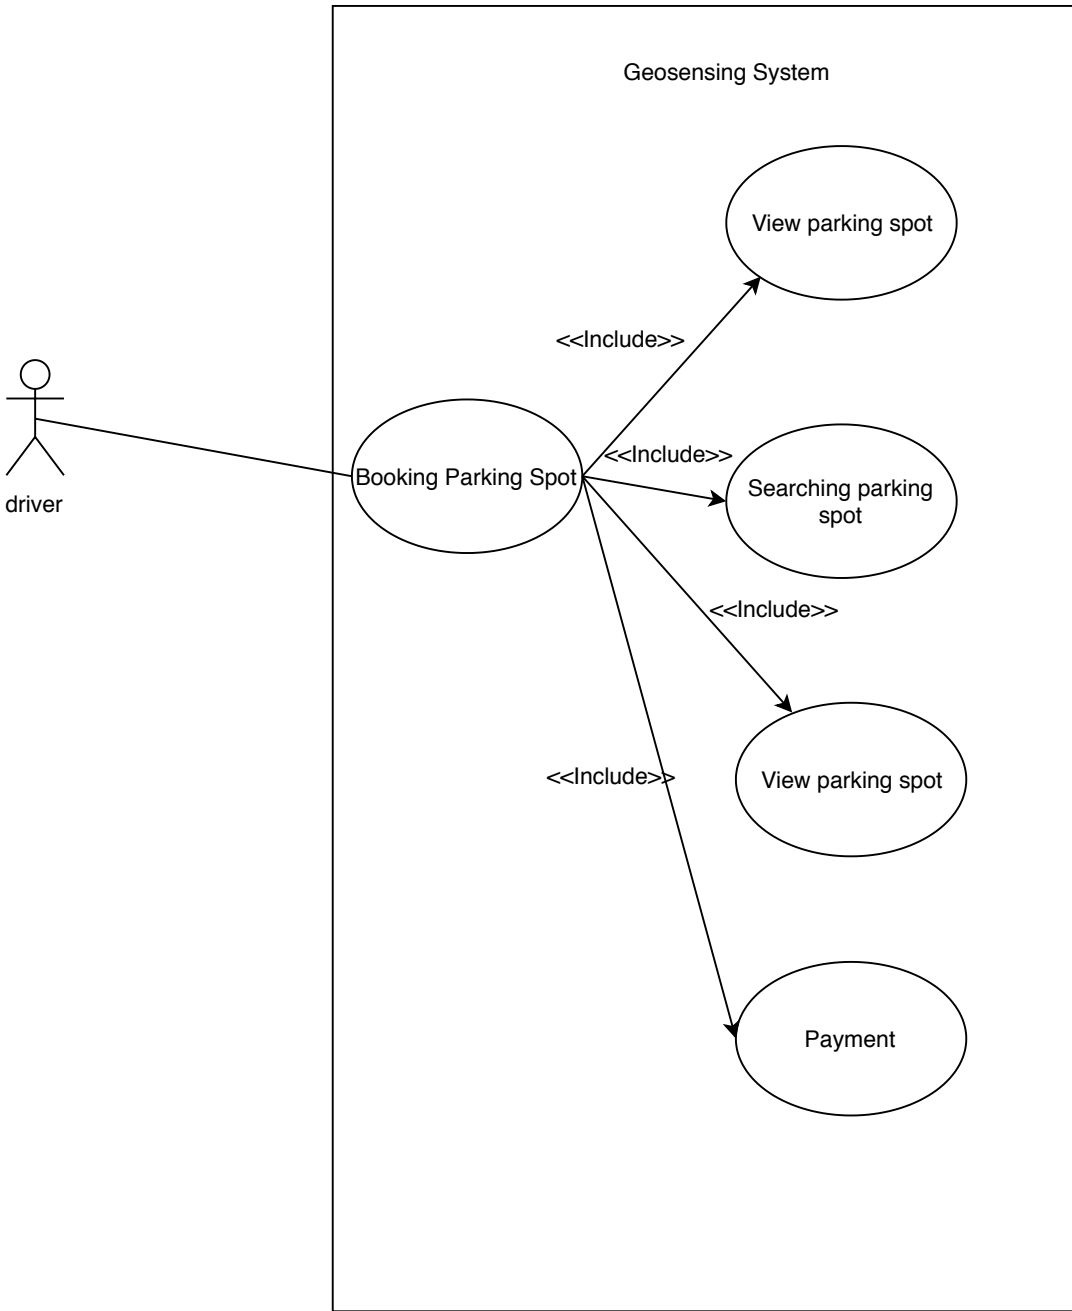 Geosensing System
View parking spot
<<Include>>
<<Include>>
Booking Parking Spot
Searching parking
spot
driver
<<Include>>
<<Include>>
View parking spot
Payment